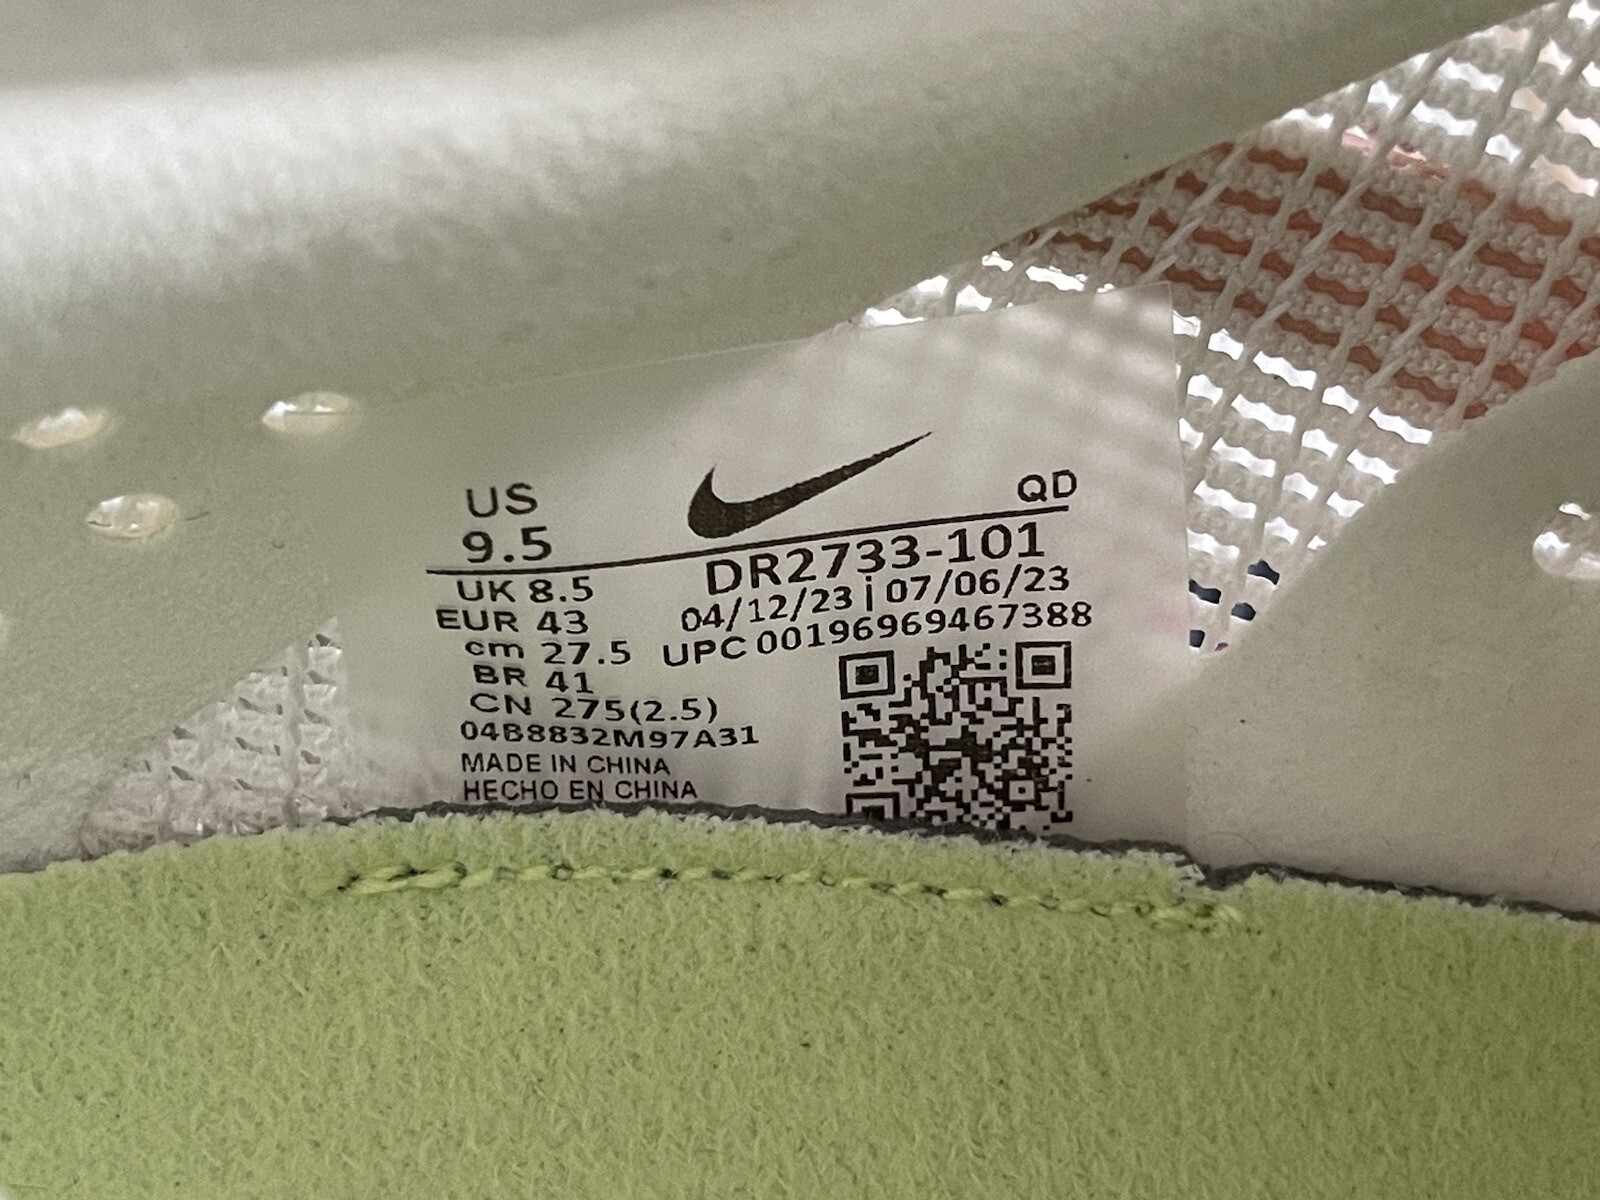 US
9.5
QD
UK 8.5
EUR 43
cm 27.5
BR 41
CN 275(2.5)
04B8832M97A31
MADE IN CHINA
HECHO EN CHINA
DR2733-101
04/12/23 | 07/06/23
UPC 00196969467388